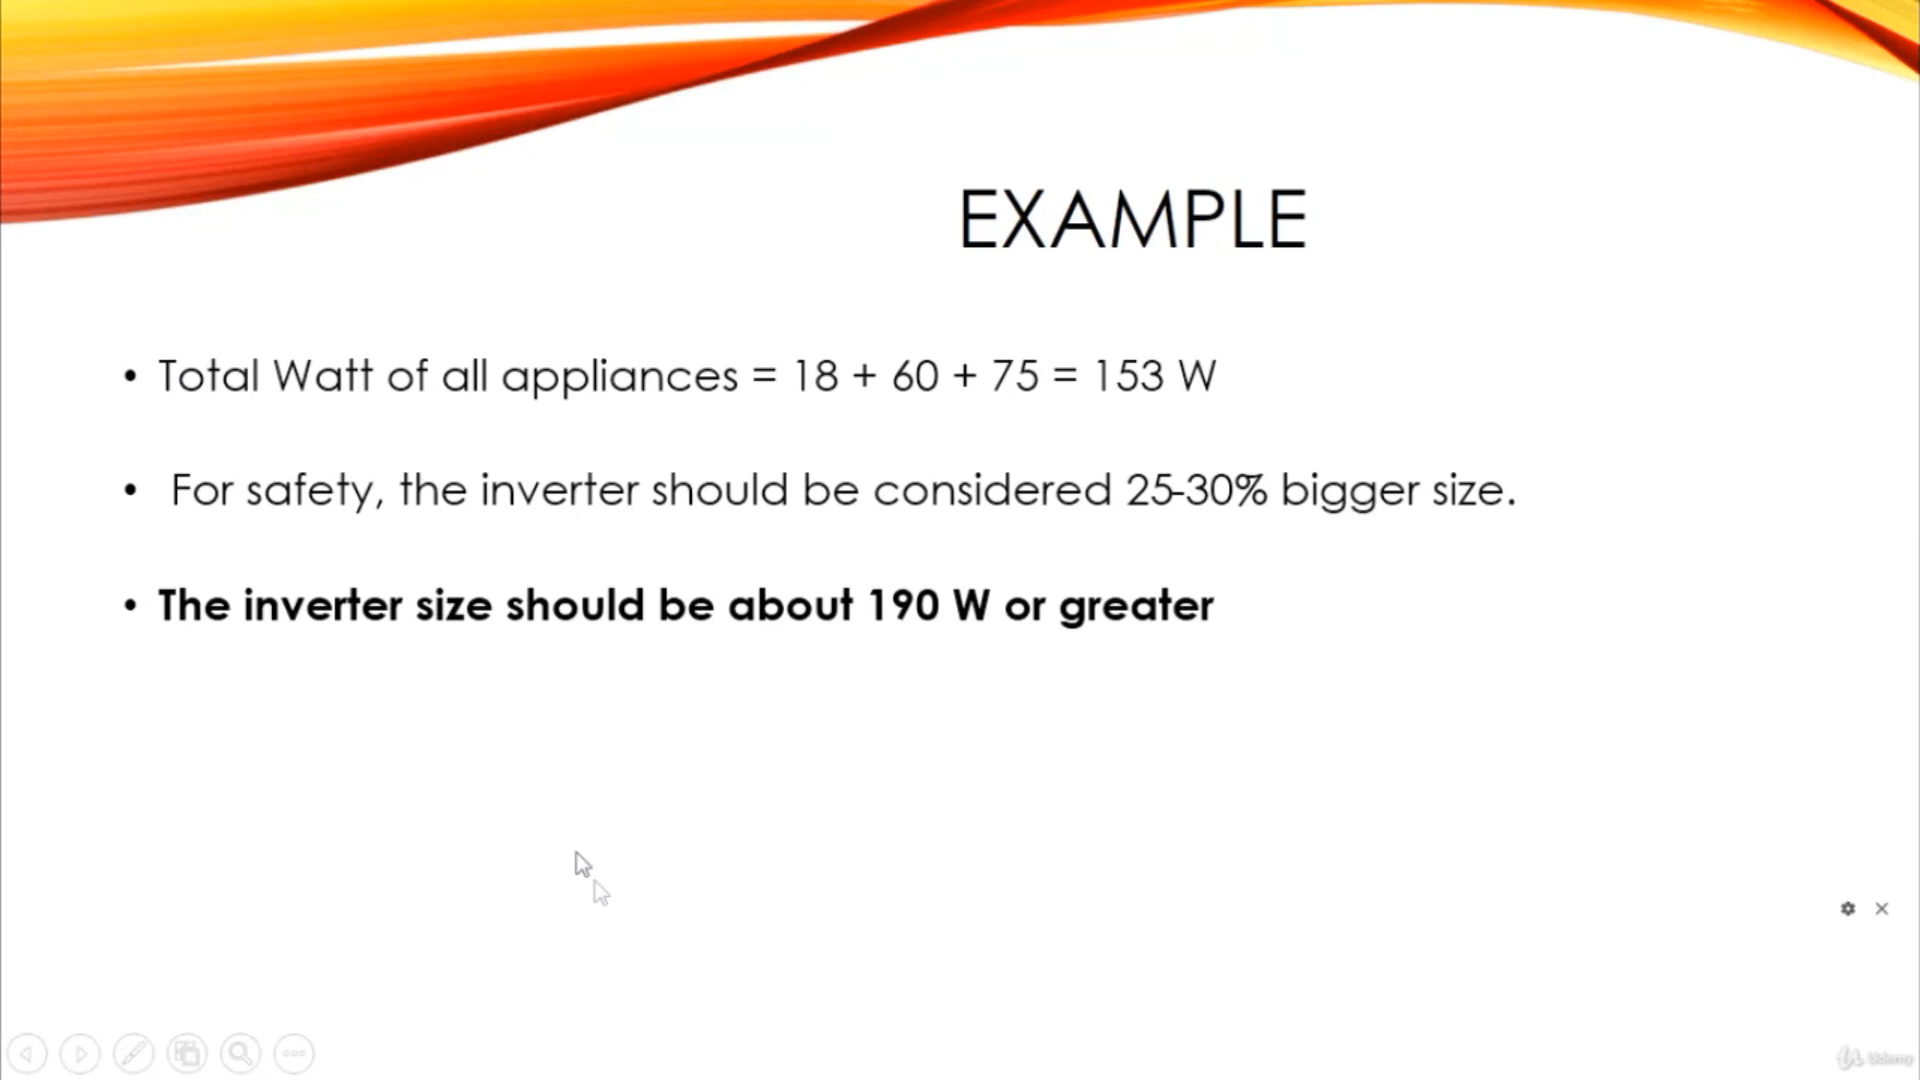 EXAMPLE
• Total Watt of all appliances = 18 + 60 + 75 = 153 W
• For safety, the inverter should be considered 25-30% bigger size.
• The inverter size should be about 190 W or greater
Udemy